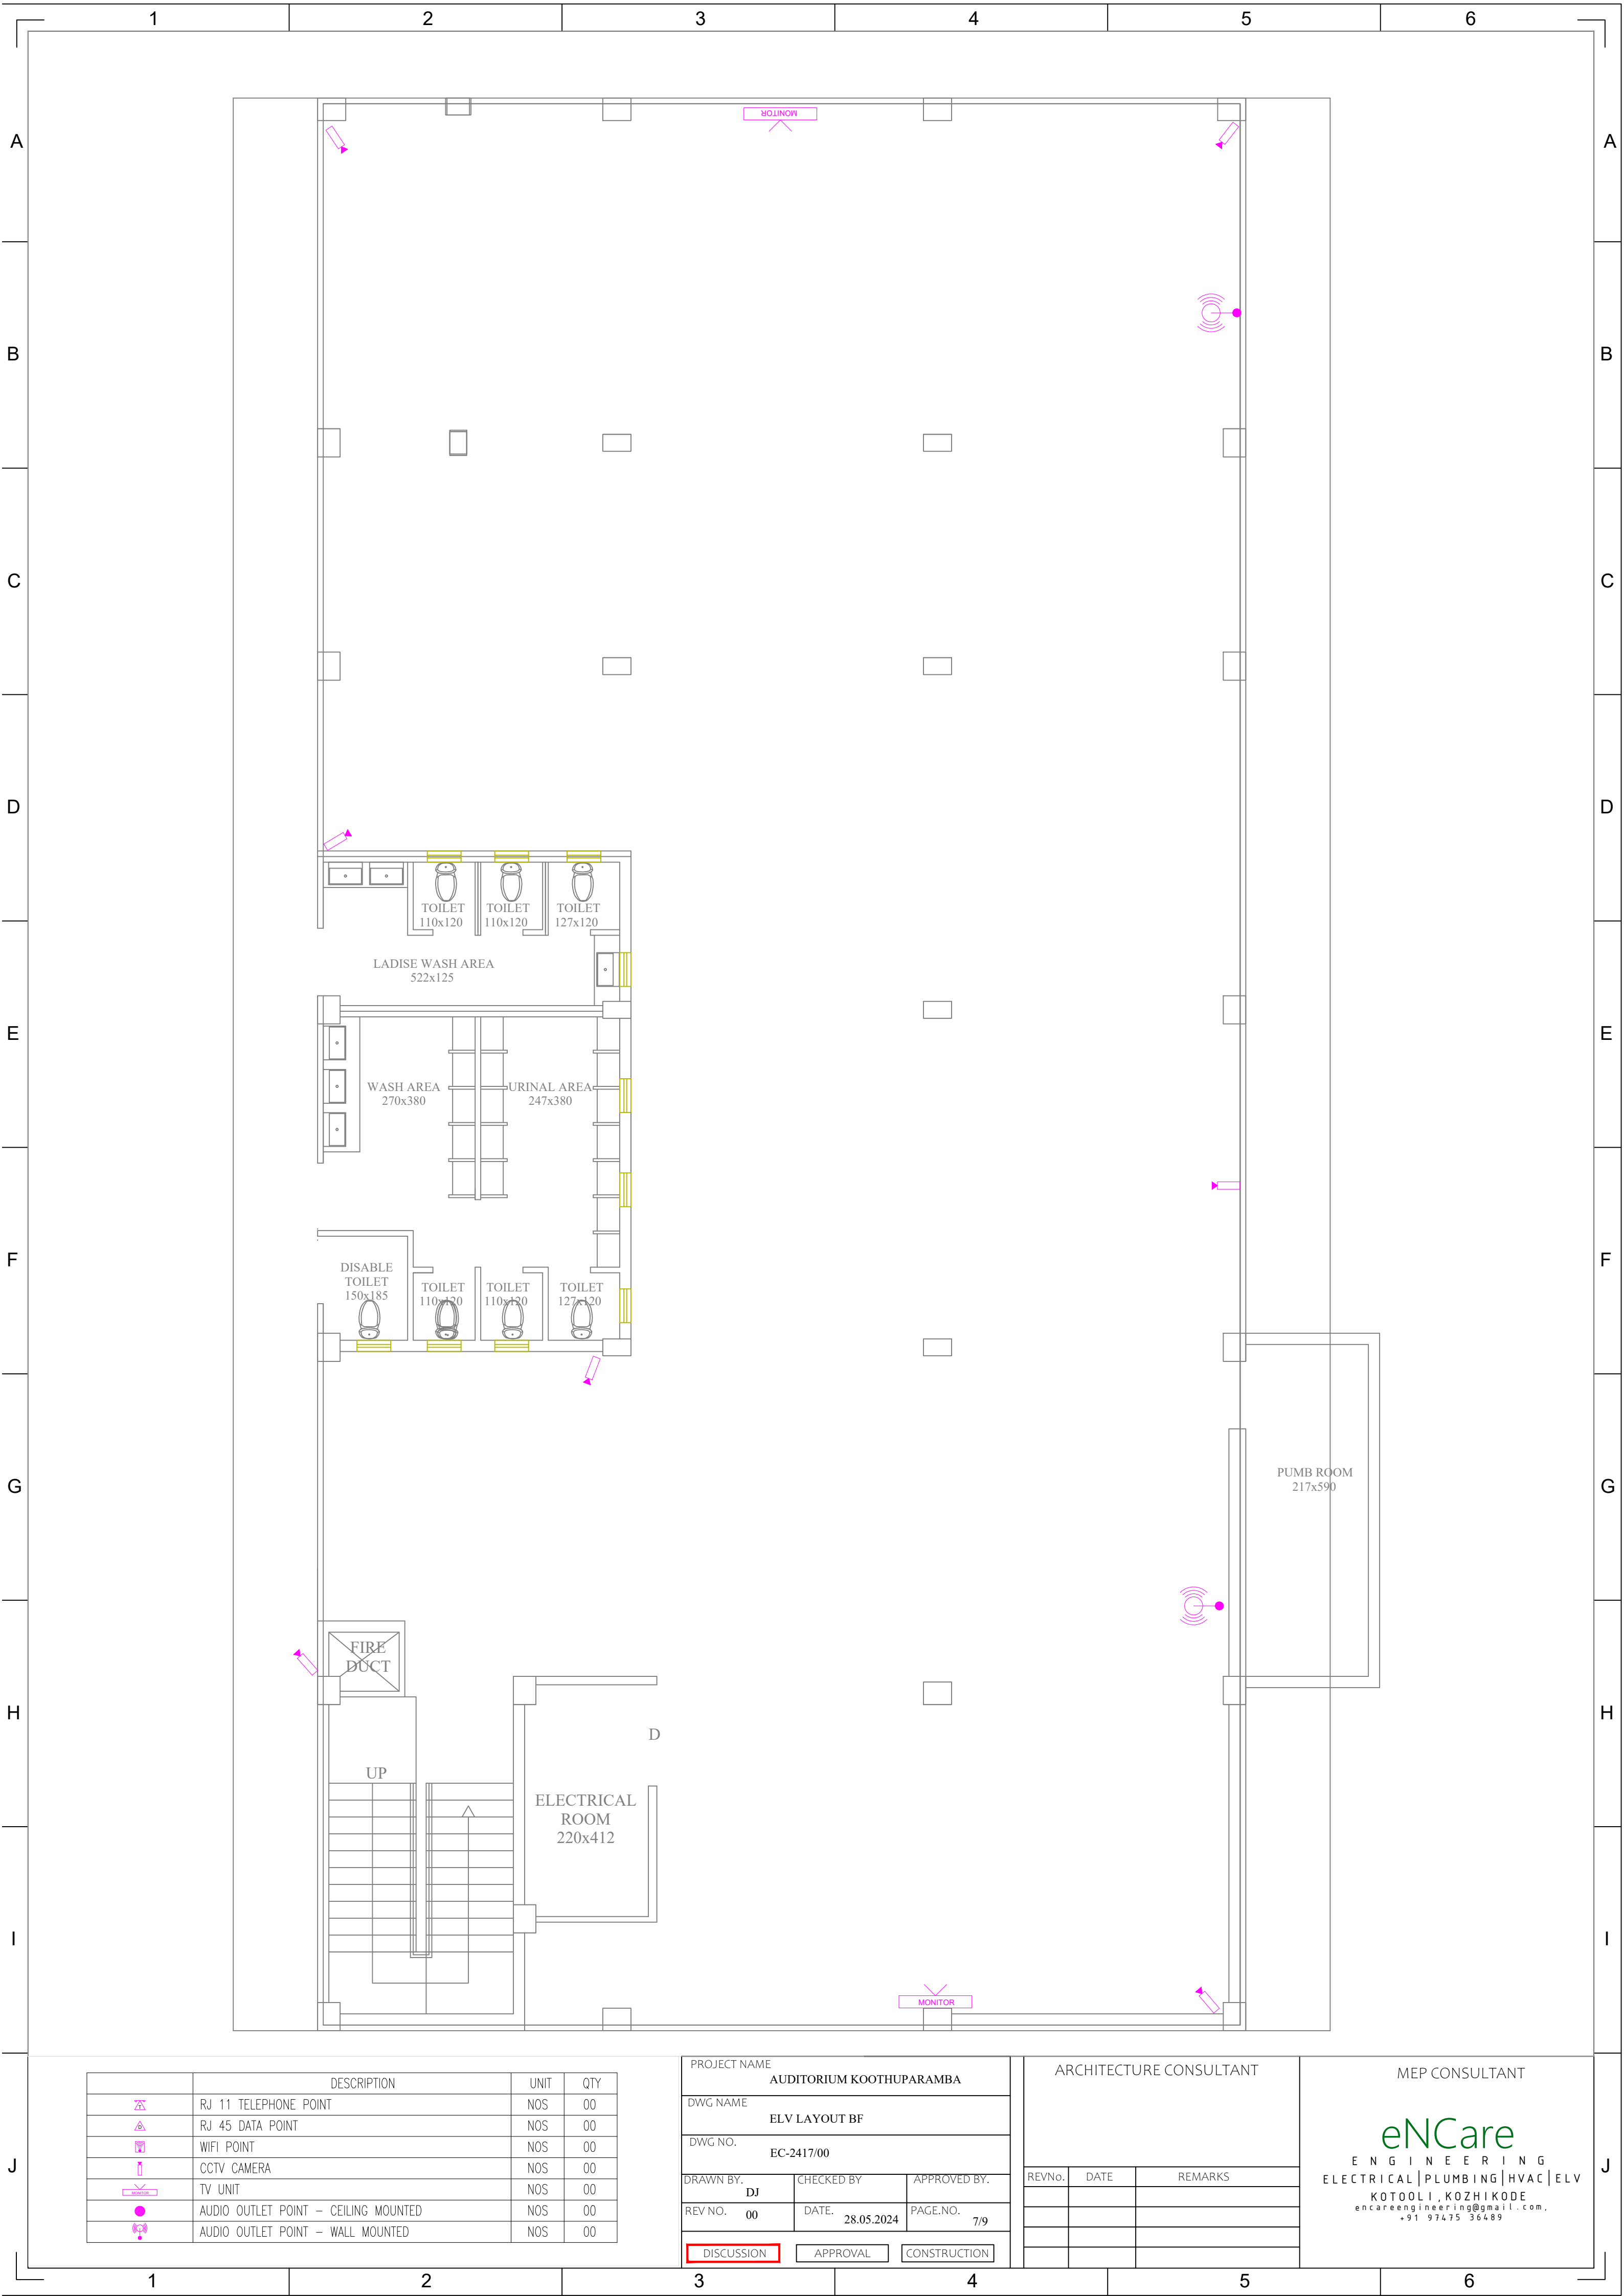 1 2 3 4 5 6
A A
MONITOR
B B
C C
D D
TOILET
110x120
TOILET
110x120
TOILET
127x120
LADISE WASH AREA
522x125
E E
WASH AREA
270x380
URINAL AREA
247x380
F F
DISABLE
TOILET
150x185
TOILET
110x120
TOILET
110x120
TOILET
127x120
G G
PUMB ROOM
217x590
FIRE
DUCT
H H
D
UP
ELECTRICAL
ROOM
220x412
I I
MONITOR
J J
DESCRIPTION UNIT QTY
RJ 11 TELEPHONE POINT NOS 00
RJ 45 DATA POINT NOS 00
WIFI POINT NOS 00
CCTV CAMERA NOS 00
MONITOR TV UNIT NOS 00
AUDIO OUTLET POINT – CEILING MOUNTED NOS 00
AUDIO OUTLET POINT – WALL MOUNTED NOS 00
PROJECT NAME
AUDITORIUM KOOTHUPARAMBA
DWG NAME
ELV LAYOUT BF
DWG NO.
EC-2417/00
DRAWN BY. DJ
CHECKED BY
APPROVED BY.
REV NO. 00
DATE. 28.05.2024
PAGE.NO. 7/9
DISCUSSION APPROVAL CONSTRUCTION
ARCHITECTURE CONSULTANT
REVNo. DATE REMARKS
MEP CONSULTANT
eNCare
ENGINEERING
ELECTRICAL|PLUMBING|HVAC|ELV
KOTOOLI,KOZHIKODE
encareengineering@gmail.com,
+91 97475 36489
1 2 3 4 5 6